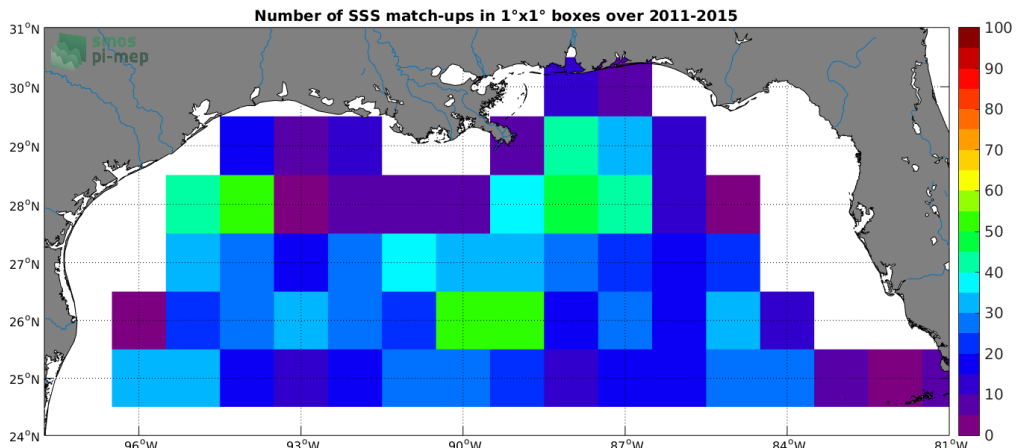 Number of SSS match-ups in 1°x1° boxes over 2011-2015
smos
pi-mep
31°N
30°N
29°N
28°N
27°N
26°N
25°N
24°N
96°W
93°W
90°W
87°W
84°W
81°W
100
90
80
70
60
50
40
30
20
10
0